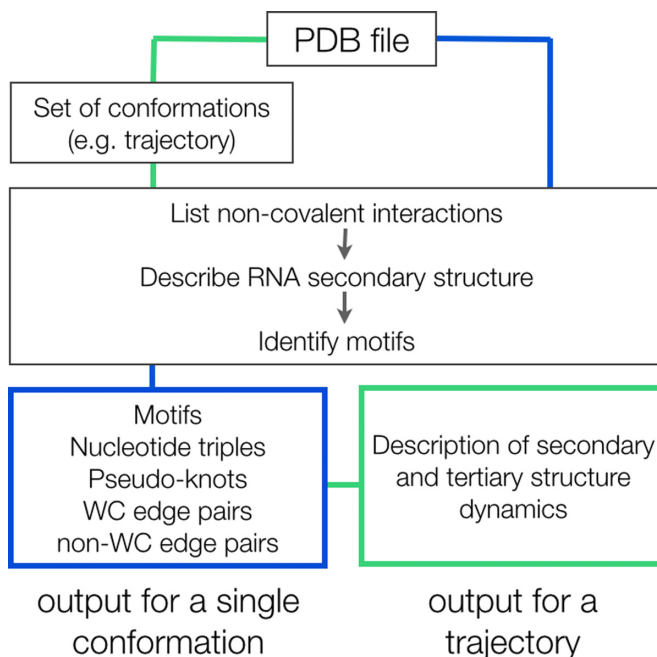 PDB file
Set of conformations
(e.g. trajectory)
List non-covalent interactions
Describe RNA secondary structure
Identify motifs
Motifs
Nucleotide triples
Pseudo-knots
WC edge pairs
non-WC edge pairs
Description of secondary
and tertiary structure
dynamics
output for a single
conformation
output for a
trajectory